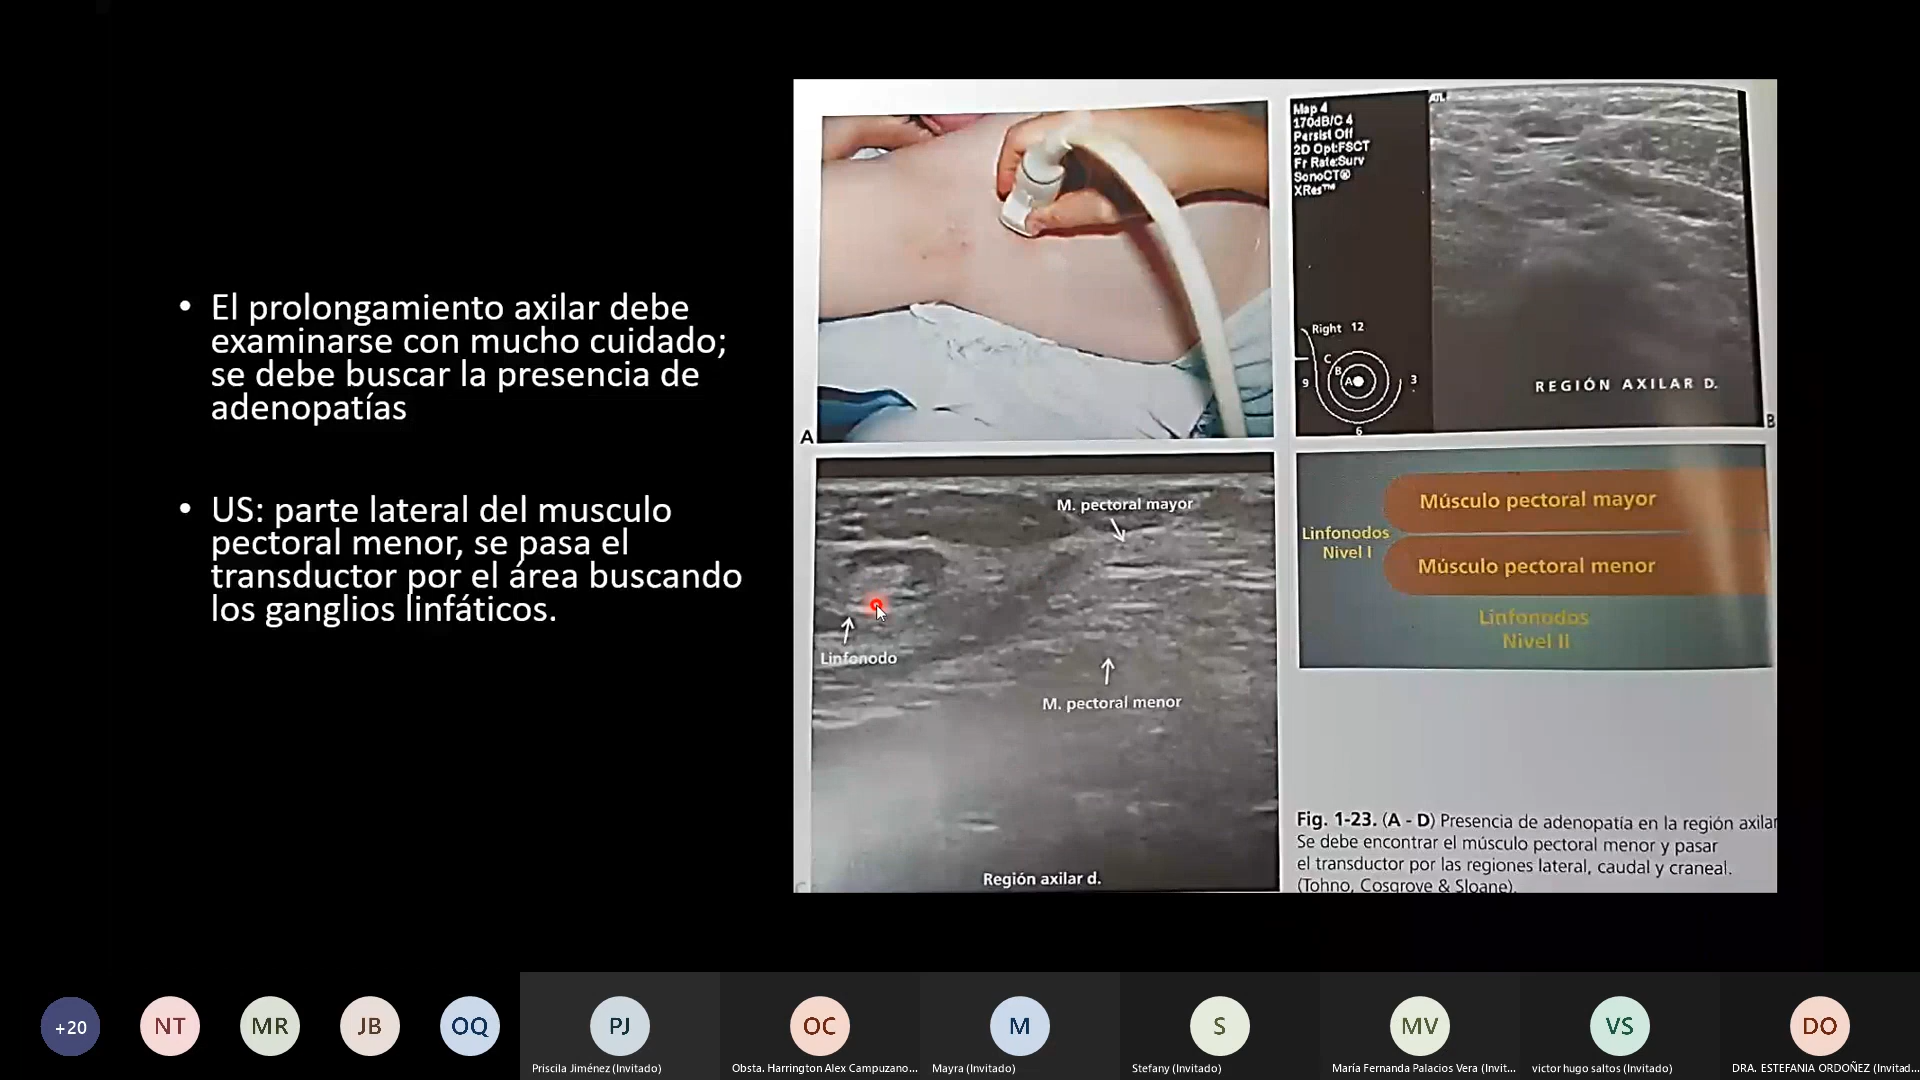 • El prolongamiento axilar debe
examinarse con mucho cuidado;
se debe buscar la presencia de
adenopatías
• US: parte lateral del musculo
pectoral menor, se pasa el
transductor por el área buscando
los ganglios linfáticos.
A
Map 4
170dB/C 4
Persist Off
2D Opt:FSCT
Fr Rate:Surv
SonoCT®
XRes™
ATL
Right 12
C
B
9 A 3
6
REGIÓN AXILAR D.
B
M. pectoral mayor
Linfonodo
M. pectoral menor
Región axilar d.
C
Músculo pectoral mayor
Linfonodos
Nivel I
Músculo pectoral menor
Linfonodos
Nivel II
Fig. 1-23. (A - D) Presencia de adenopatía en la región axilar
Se debe encontrar el músculo pectoral menor y pasar
el transductor por las regiones lateral, caudal y craneal.
(Tohno, Cosgrove & Sloane).
+20
NT
MR
JB
OQ
PJ
OC
M
S
MV
VS
DO
Priscila Jiménez (Invitado)
Obsta. Harrington Alex Campuzano...
Mayra (Invitado)
Stefany (Invitado)
María Fernanda Palacios Vera (Invit...
victor hugo saltos (Invitado)
DRA. ESTEFANIA ORDOÑEZ (Invitad...